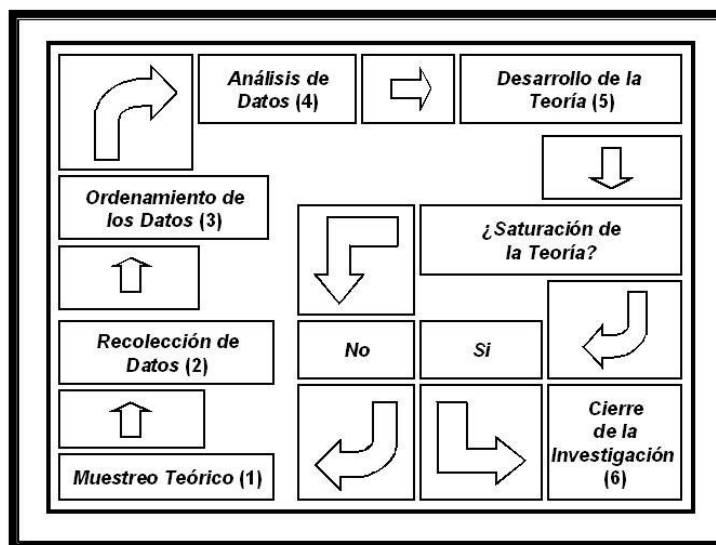 Análisis de
Datos (4)
Desarrollo de la
Teoría (5)
Ordenamiento de
los Datos (3)
¿Saturación de
la Teoría?
Recolección de
Datos (2)
No
Si
Cierre
de la
Investigación
(6)
Muestreo Teórico (1)